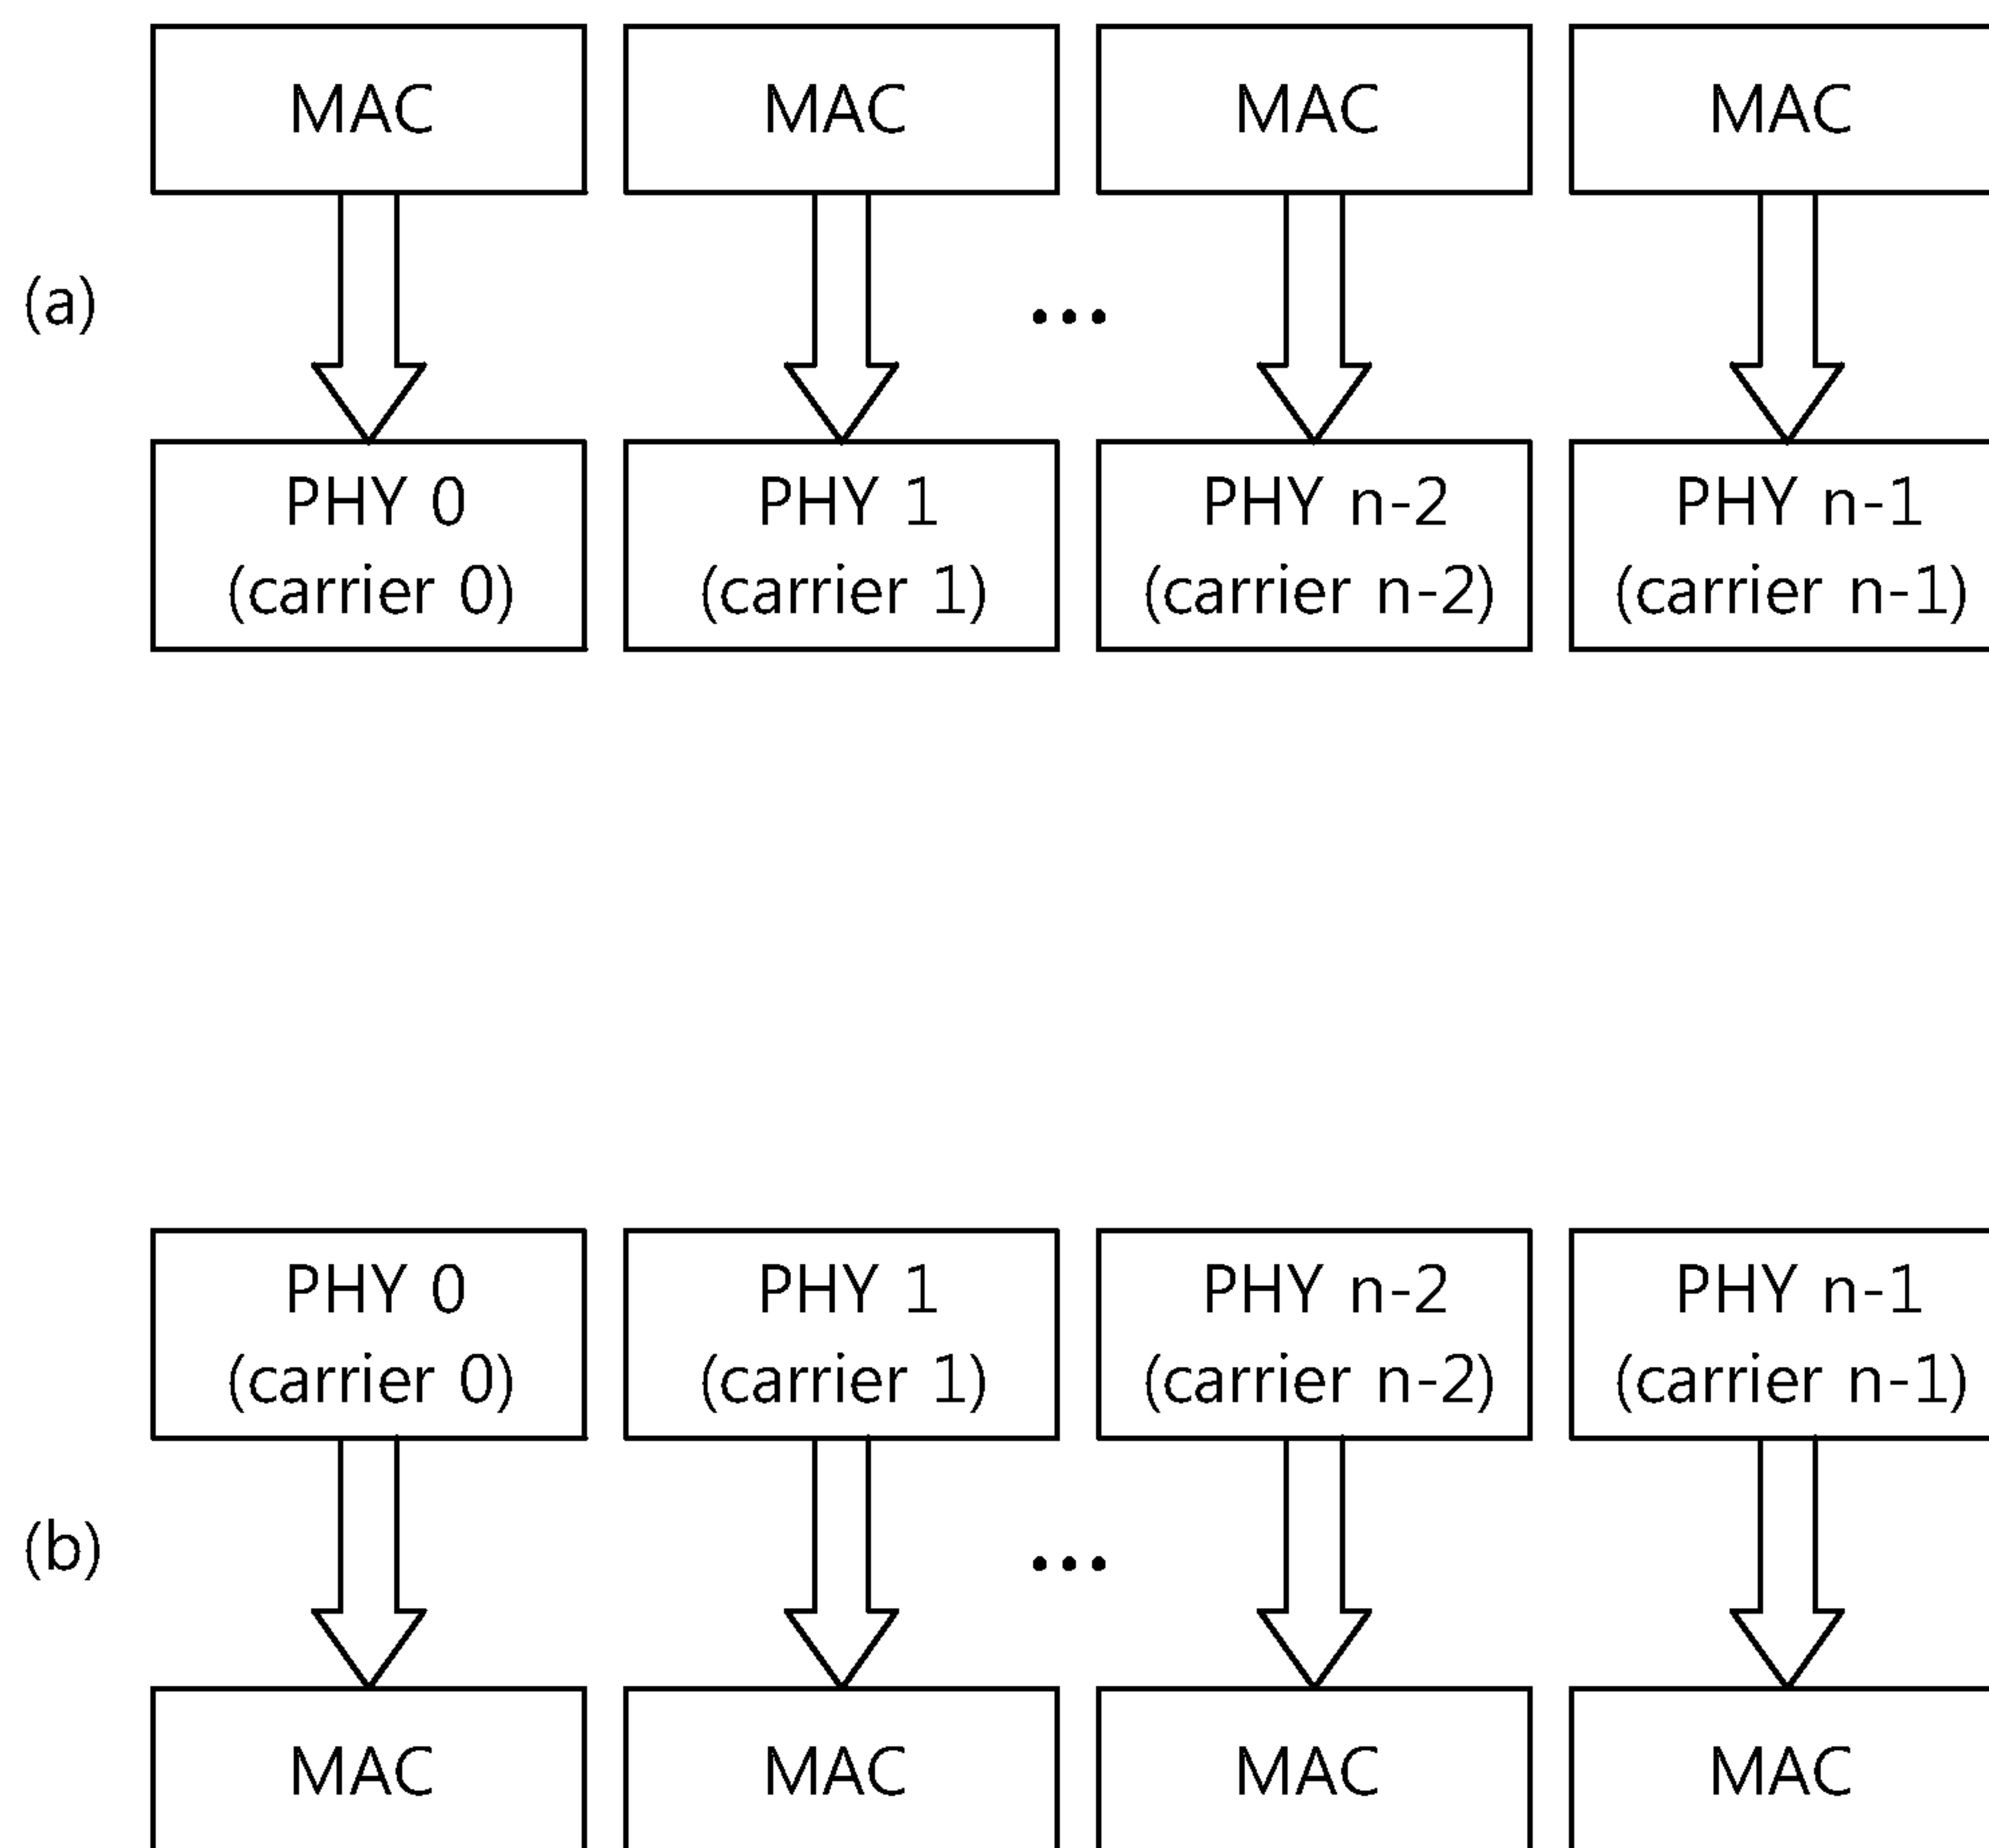 MAC
MAC
MAC
MAC
(a)
...
PHY 0
(carrier 0)
PHY 1
(carrier 1)
PHY n-2
(carrier n-2)
PHY n-1
(carrier n-1)
PHY 0
(carrier 0)
PHY 1
(carrier 1)
PHY n-2
(carrier n-2)
PHY n-1
(carrier n-1)
(b)
...
MAC
MAC
MAC
MAC